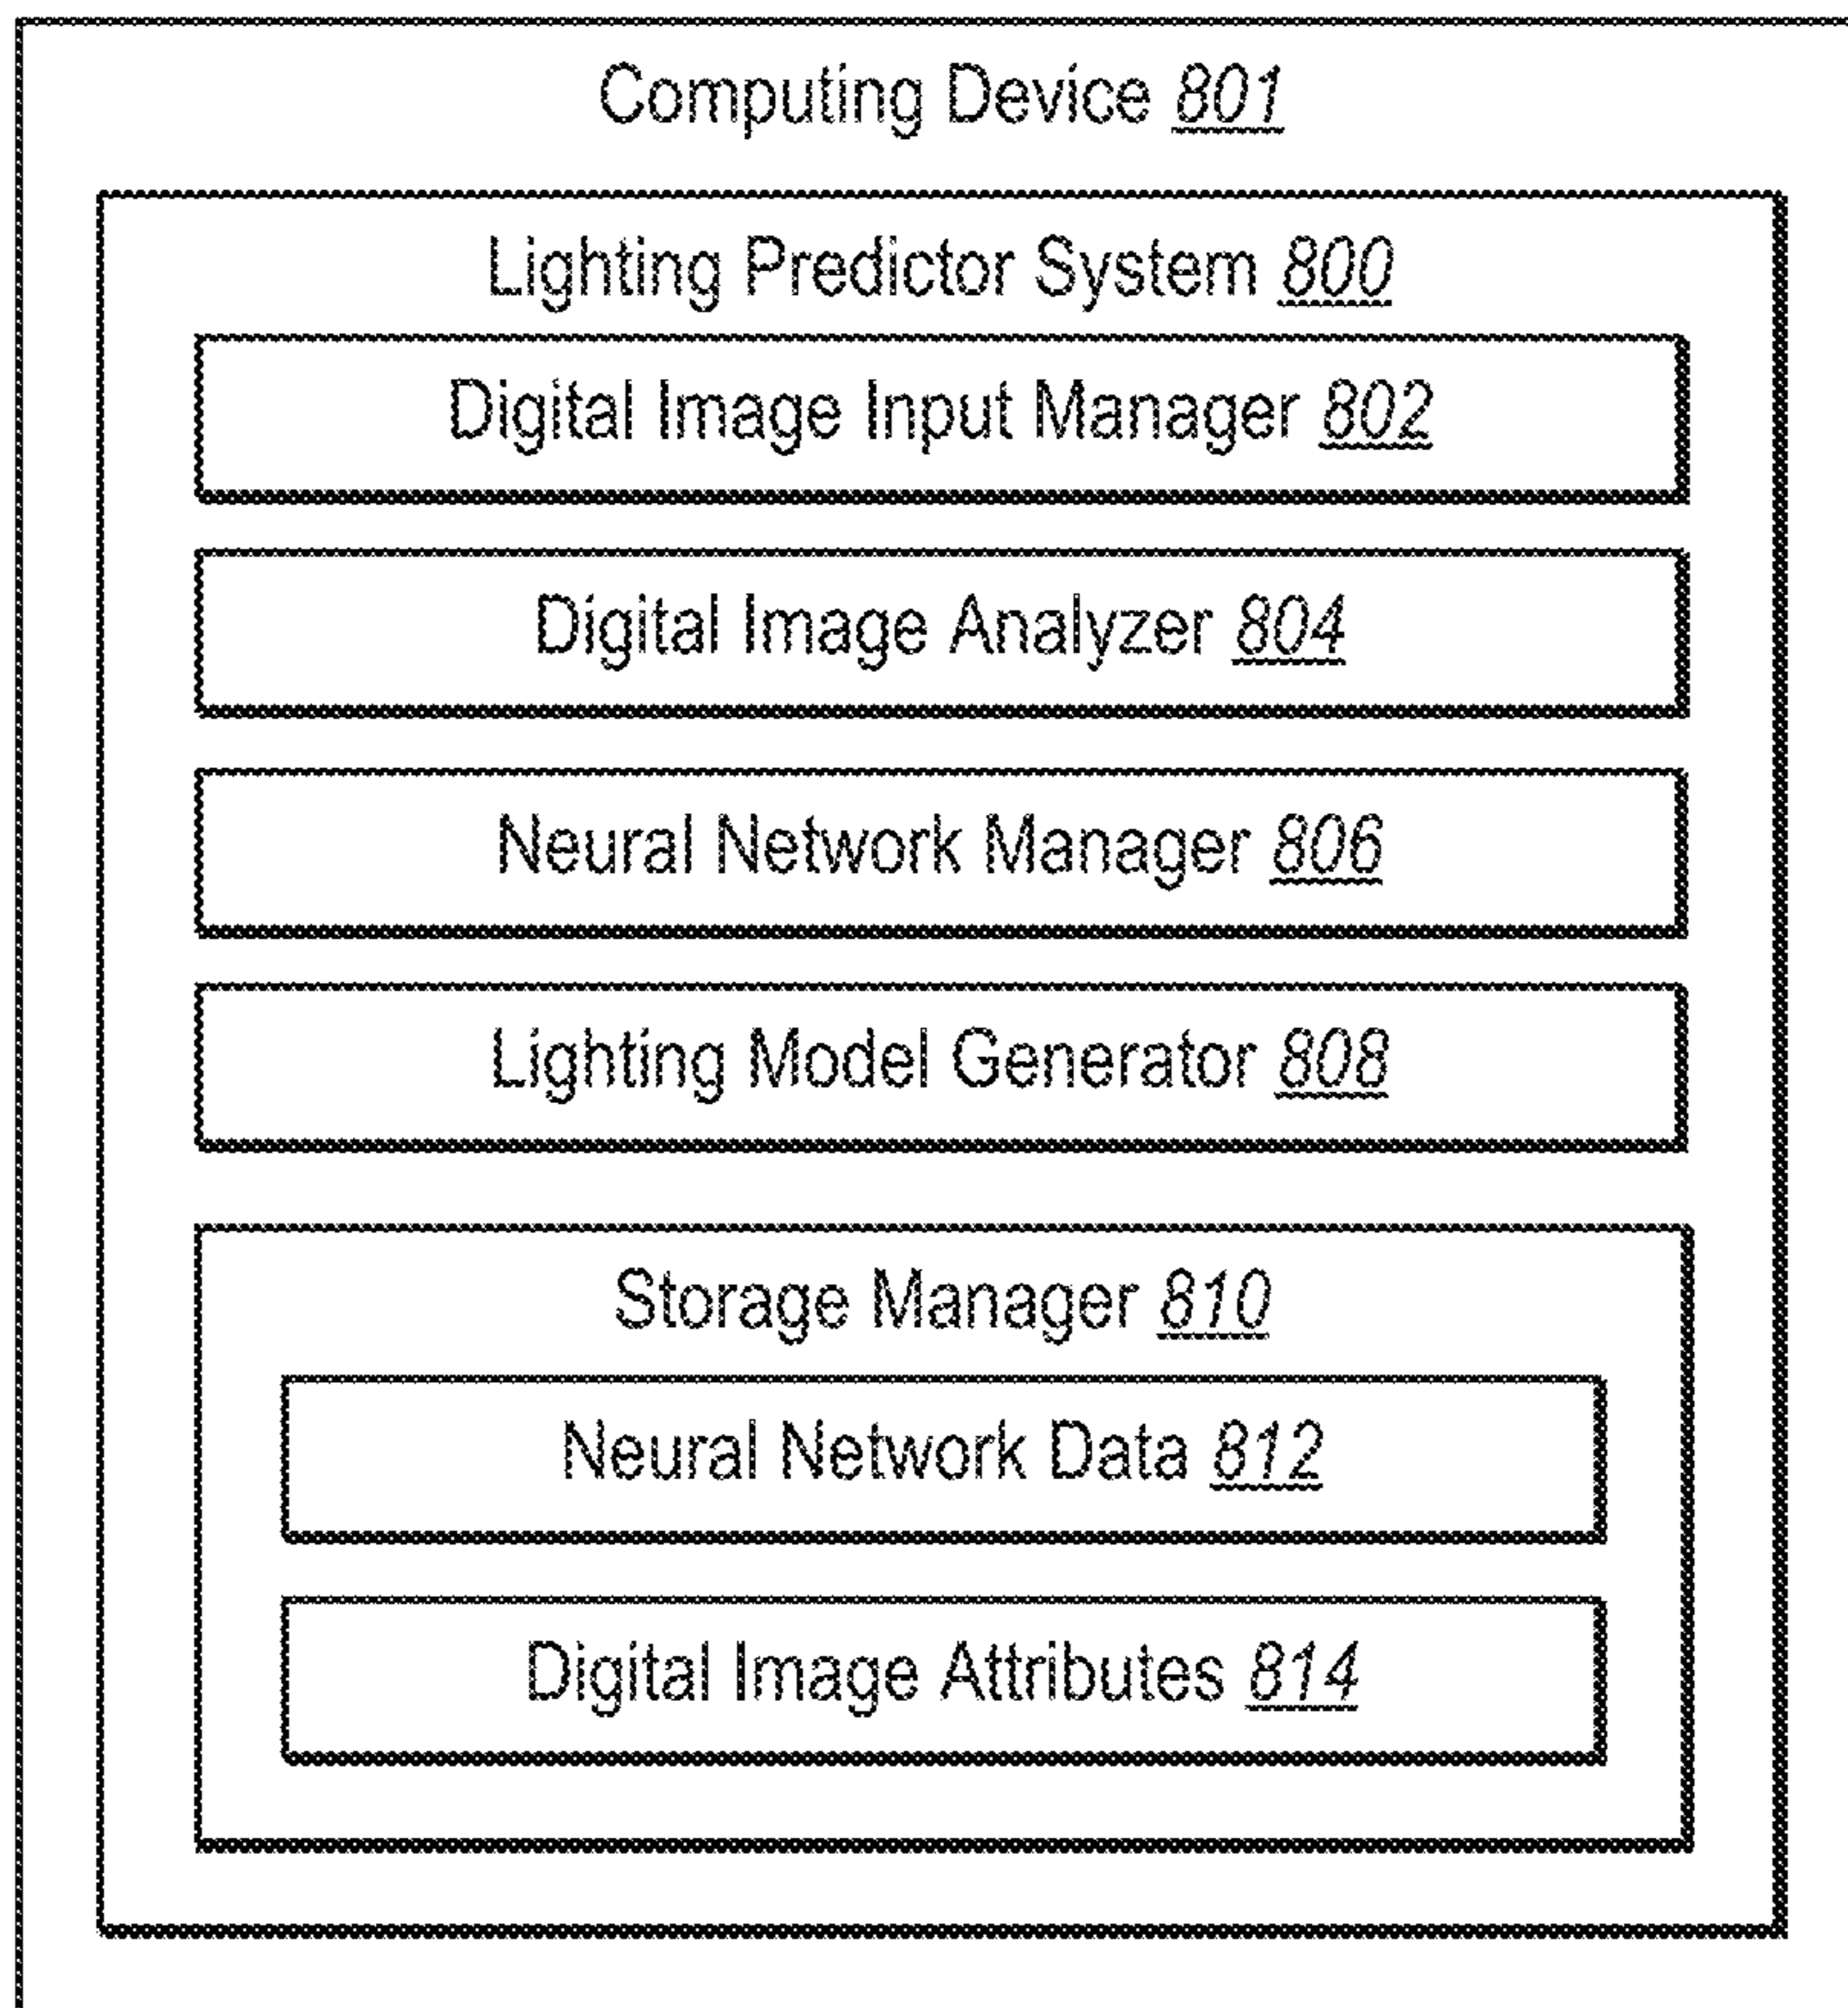 Computing Device 801
Lighting Predictor System 800
Digital Image Input Manager 802
Digital Image Analyzer 804
Neural Network Manager 806
Lighting Model Generator 808
Storage Manager 810
Neural Network Data 812
Digital Image Attributes 814